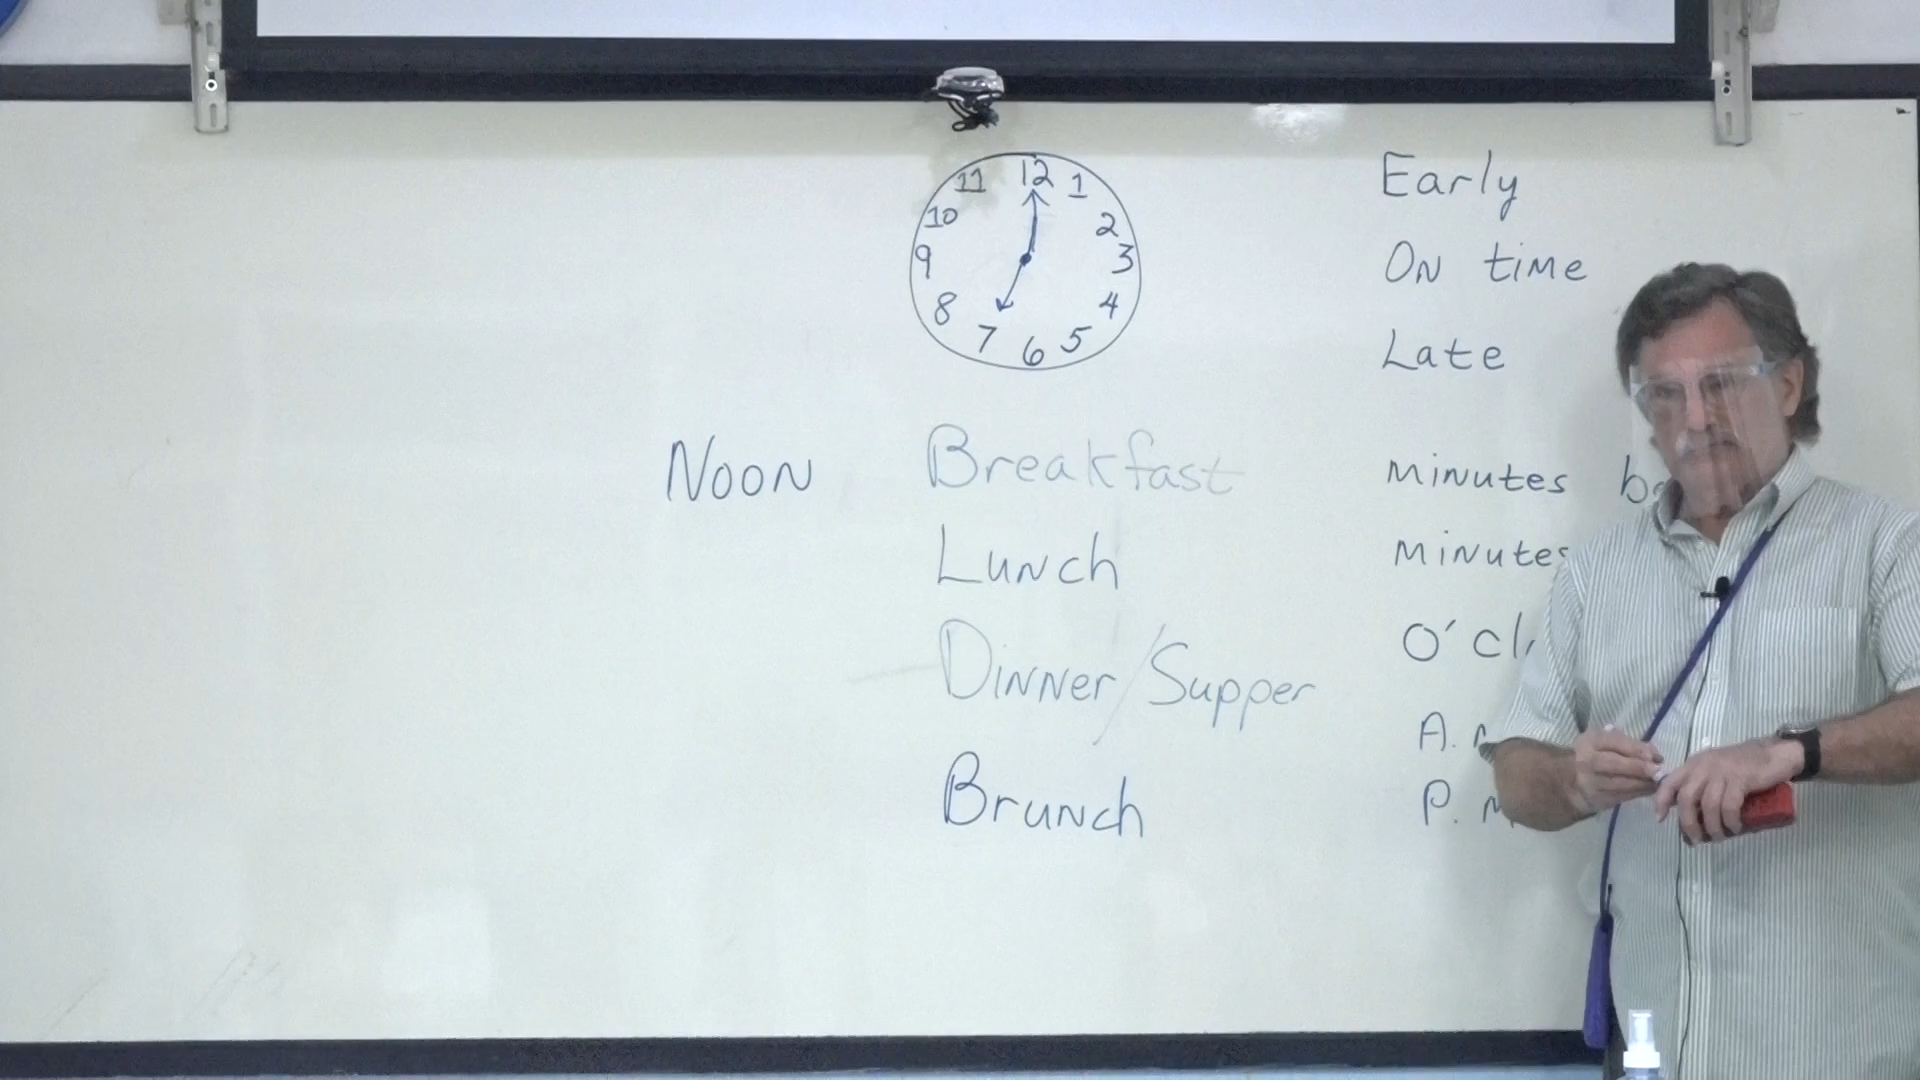 12
11
1
10
2
9
3
8
4
7
5
6
Noon
Breakfast
Lunch
Dinner/Supper
Brunch
Early
On time
Late
minutes
minutes
O'
A.
P.